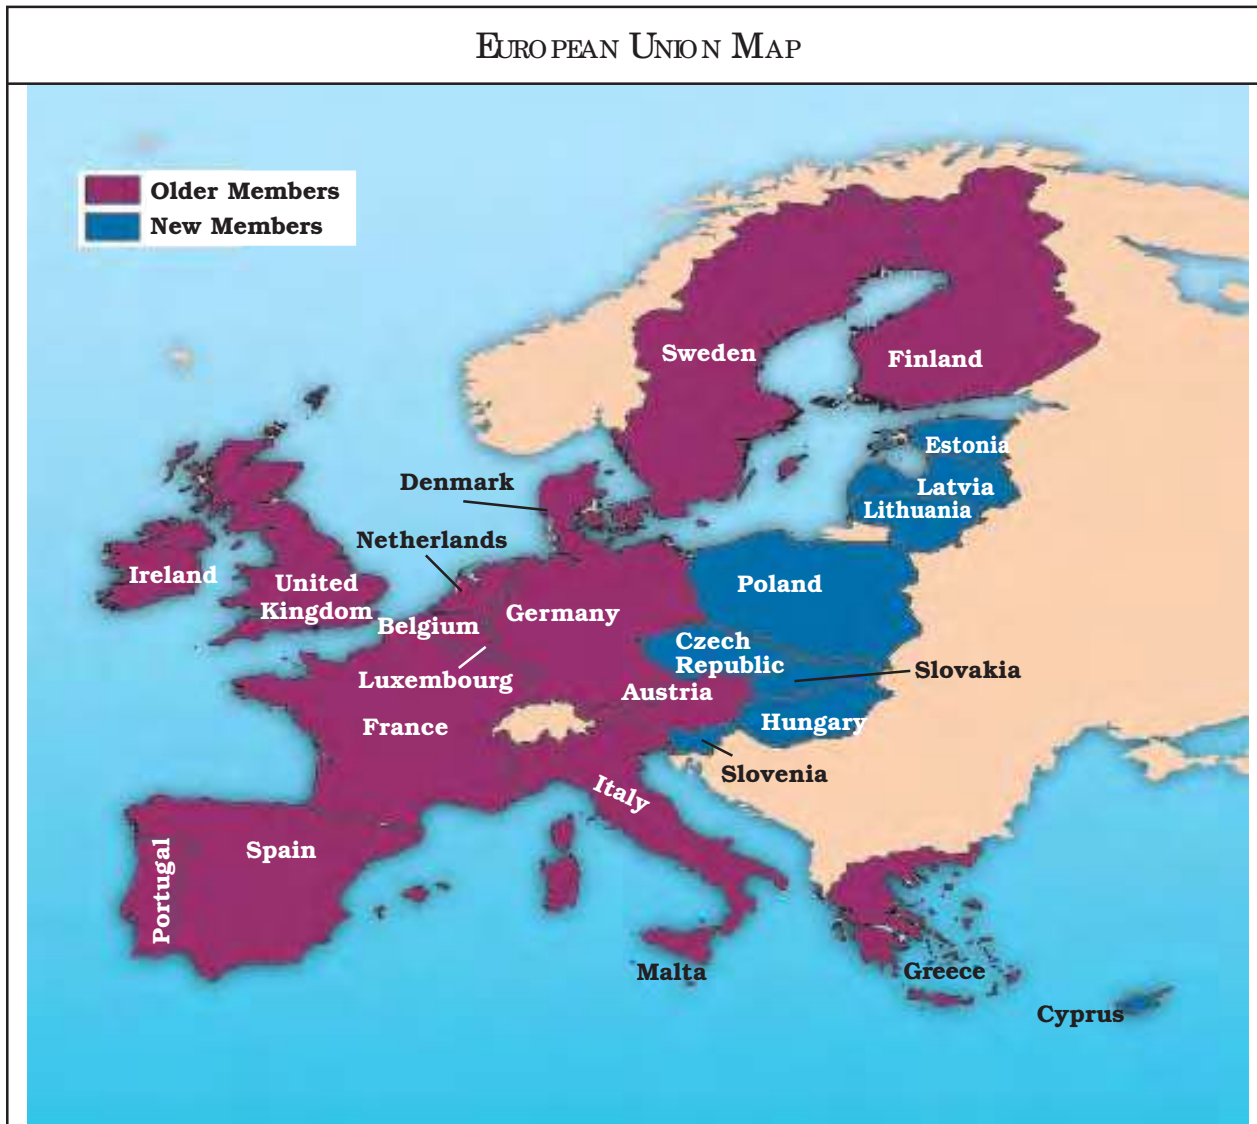 EUROPEAN UNION MAP
Older Members
New Members
Sweden
Finland
Estonia
Latvia
Lithuania
Denmark
Netherlands
Ireland
United
Kingdom
Belgium
Germany
Poland
Czech
Republic
Slovakia
Luxembourg
Austria
France
Hungary
Slovenia
Italy
Portugal
Spain
Malta
Greece
Cyprus